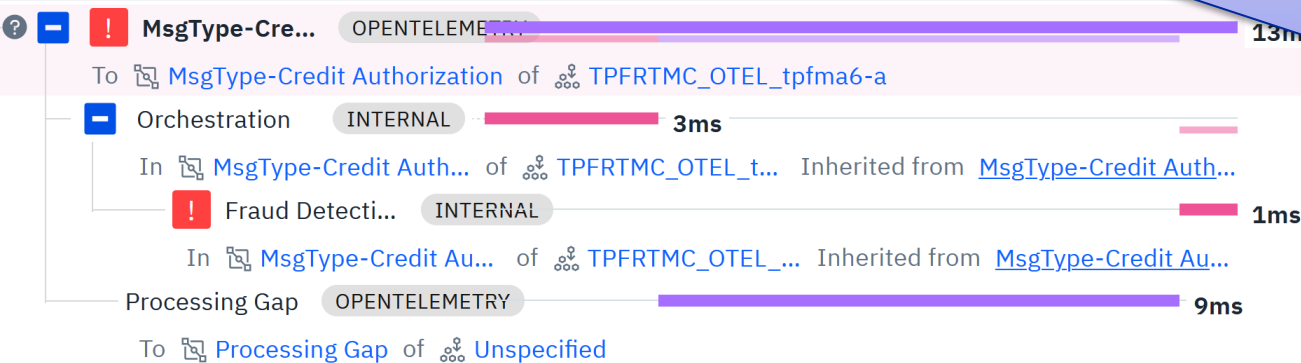 ? MsgType-Cre... OPENTELEMETRY 13m
To MsgType-Credit Authorization of TPFRTMC_OTEL_tpfma6-a
Orchestration INTERNAL 3ms
In MsgType-Credit Auth... of TPFRTMC_OTEL_t... Inherited from MsgType-Credit Auth...
! Fraud Detecti... INTERNAL 1ms
In MsgType-Credit Au... of TPFRTMC_OTEL_... Inherited from MsgType-Credit Au...
Processing Gap OPENTELEMETRY 9ms
To Processing Gap of Unspecified